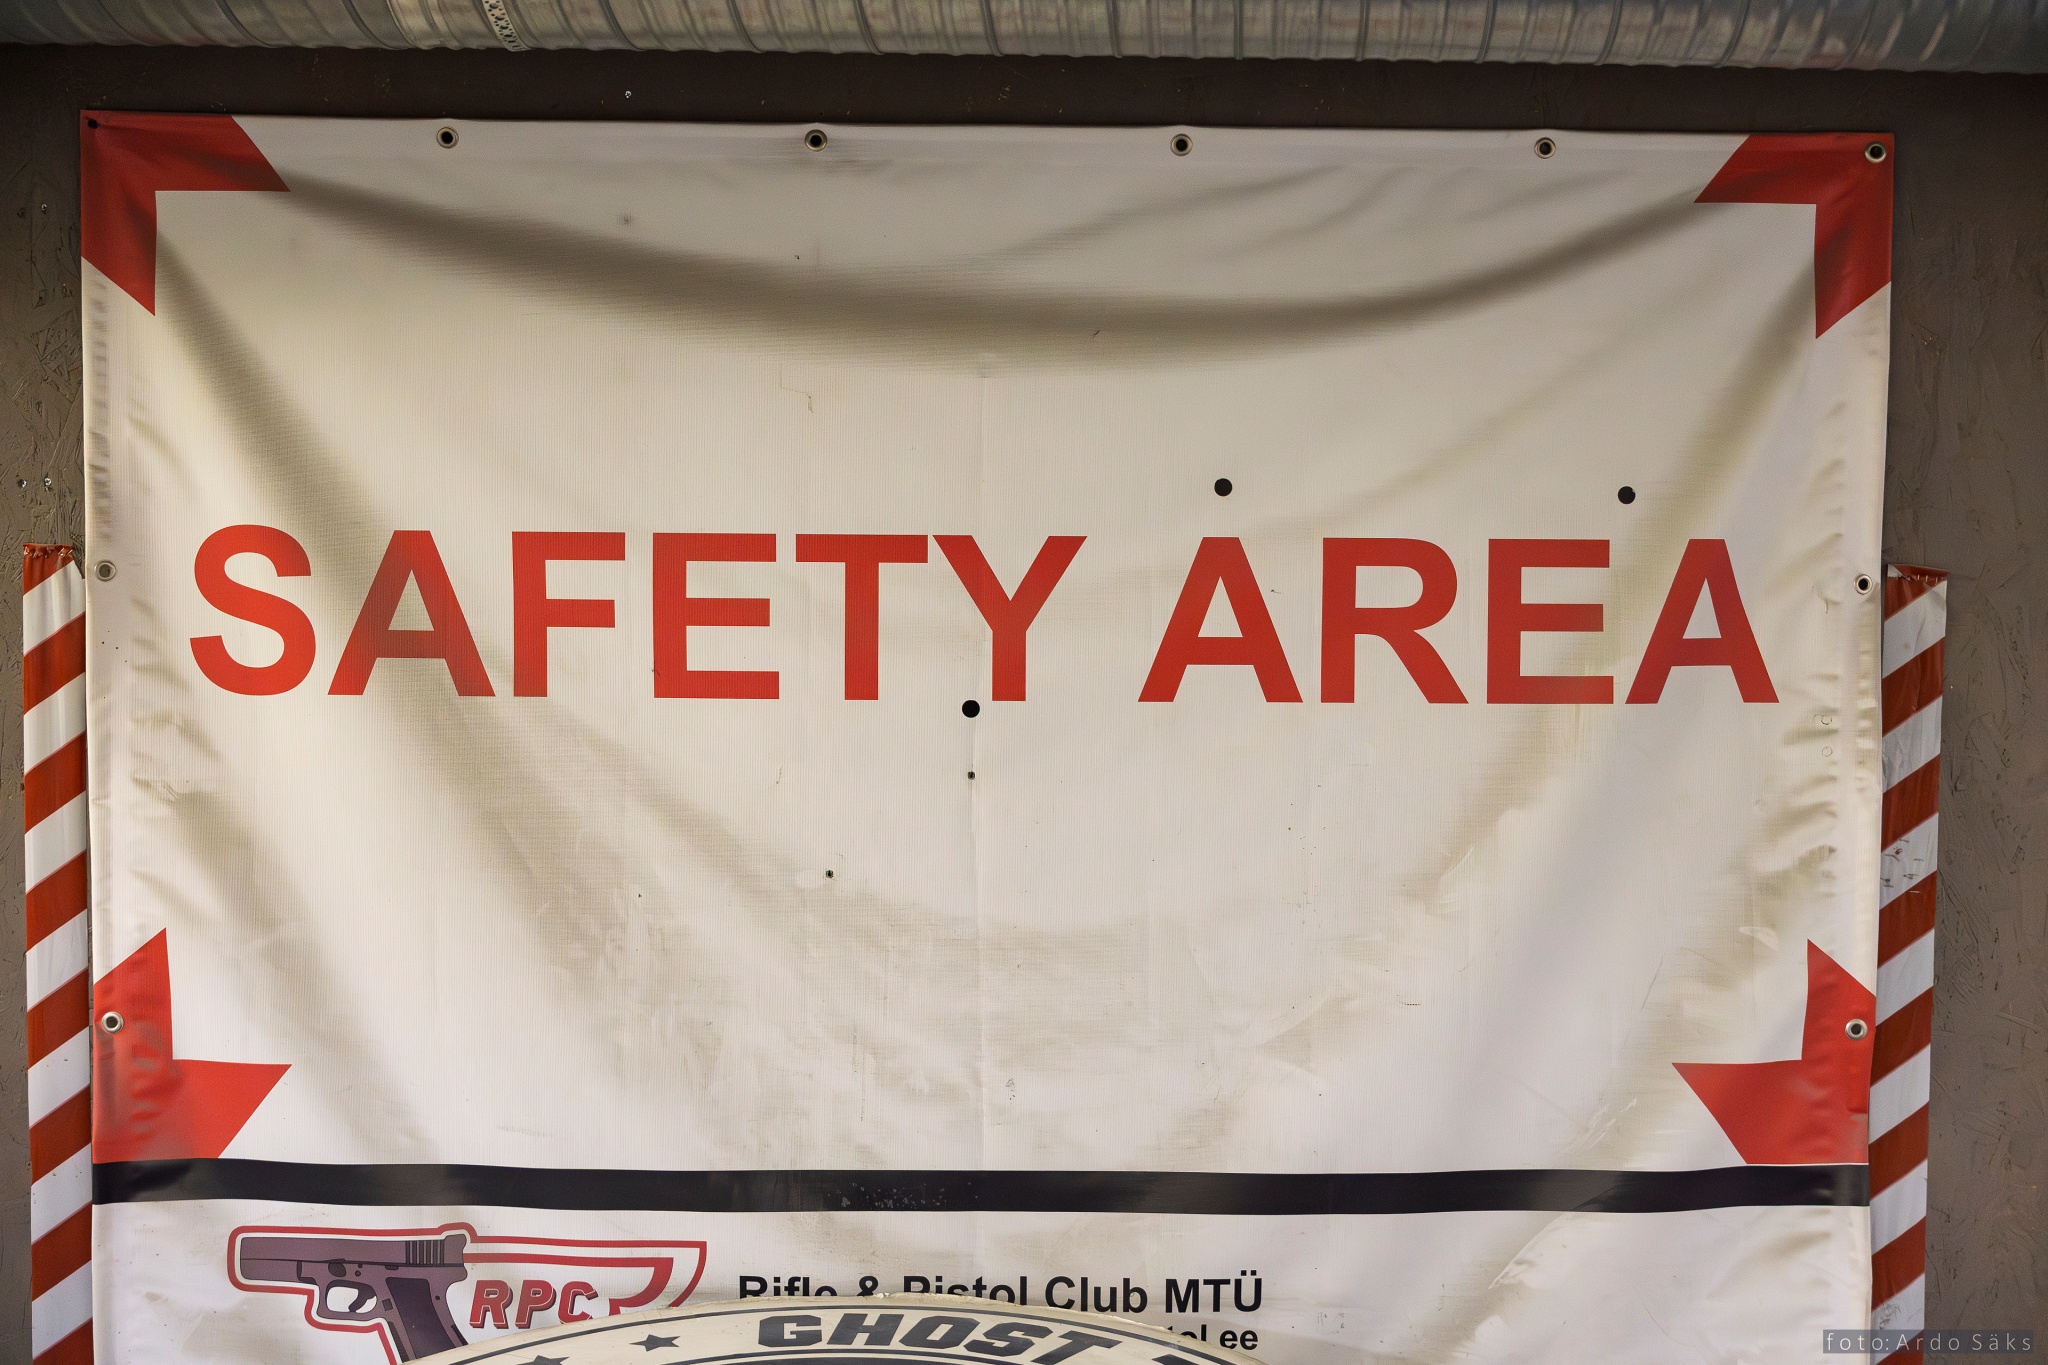 SAFETY AREA
RPC
Rifle & Pistol Club MTÜ
GHOST
foto:Ardo Säks